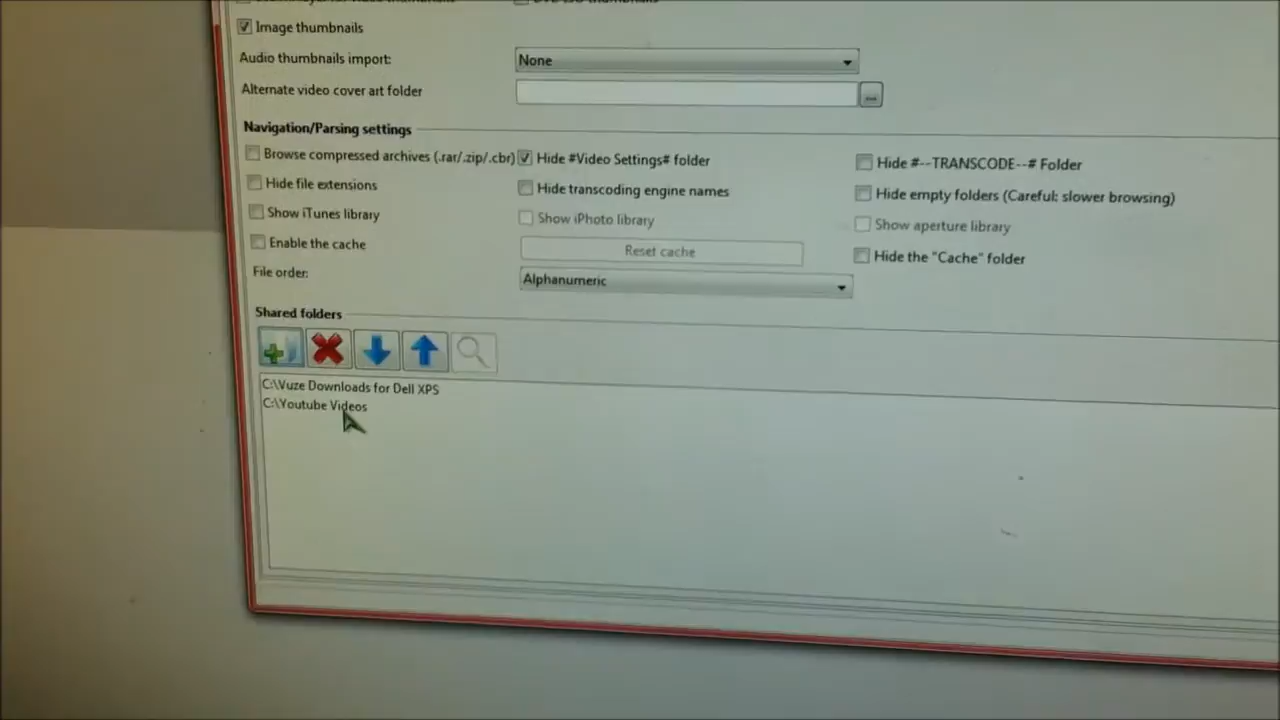 Image thumbnails
Audio thumbnails import:
None
Alternate video cover art folder
...
Navigation/Parsing settings
Browse compressed archives (.rar/.zip/.cbr)
Hide #Video Settings# folder
Hide #--TRANSCODE--# Folder
Hide file extensions
Hide transcoding engine names
Hide empty folders (Careful: slower browsing)
Show iTunes library
Show iPhoto library
Show aperture library
Enable the cache
Reset cache
Hide the "Cache" folder
File order:
Alphanumeric
Shared folders
C:\Vuze Downloads for Dell XPS
C:\Youtube Videos